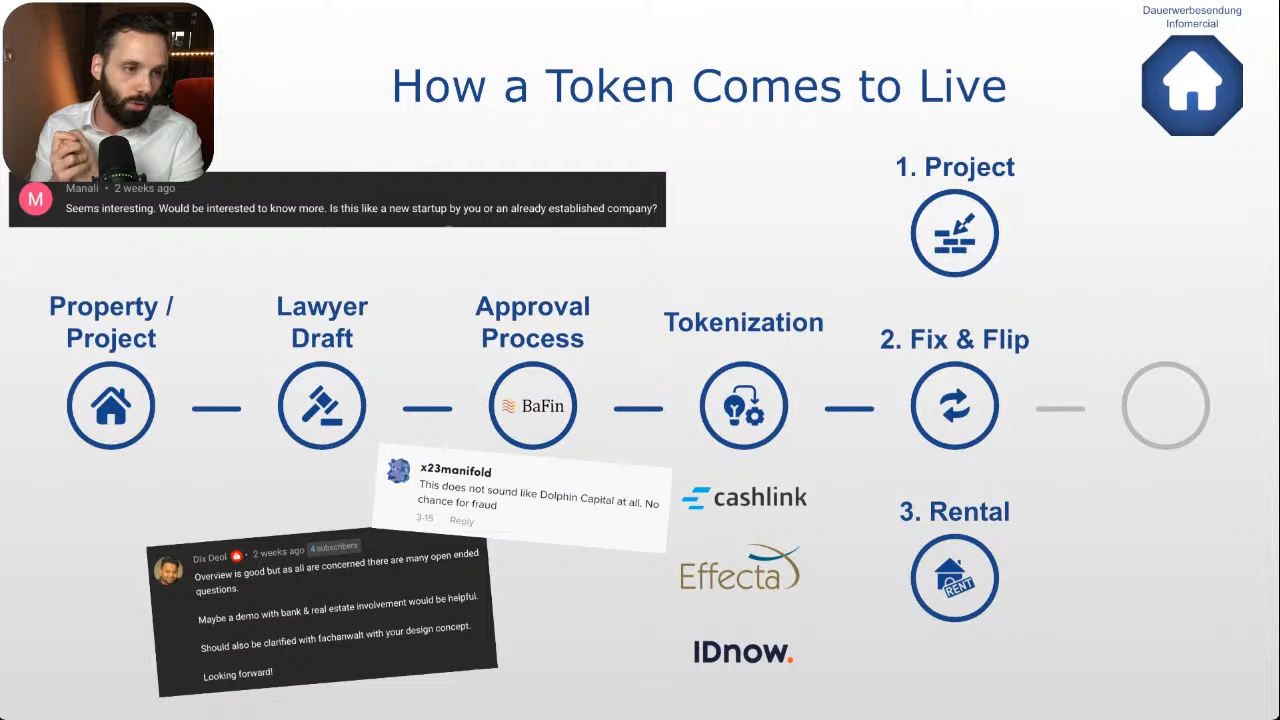 Dauerwerbesendung
Infomercial
How a Token Comes to Live
M
Manali • 2 weeks ago
Seems interesting. Would be interested to know more. Is this like a new startup by you or an already established company?
1. Project
Property /
Project
Lawyer
Draft
Approval
Process
BaFin
Tokenization
2. Fix & Flip
x23manifold
This does not sound like Dolphin Capital at all. No
chance for fraud
3-15 Reply
cashlink
Effecta
IDnow.
3. Rental
RENT
Dix Deol • 2 weeks ago 4 subscribers
Overview is good but as all are concerned there are many open ended
questions.
Maybe a demo with bank & real estate involvement would be helpful.
Should also be clarified with fachanwalt with your design concept.
Looking forward!